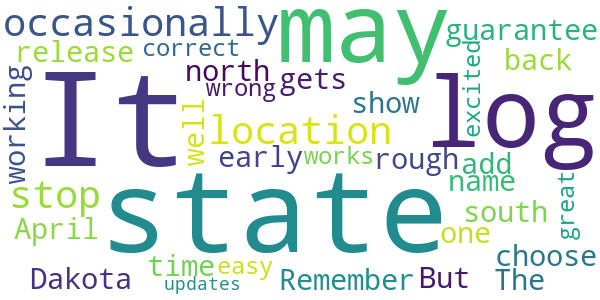 occasionally may guarantee
release correct back
It north wrong gets log excited
working well location show
early works rough add
state name
stop south great
April one
time easy choose
Dakota updates Remember But The